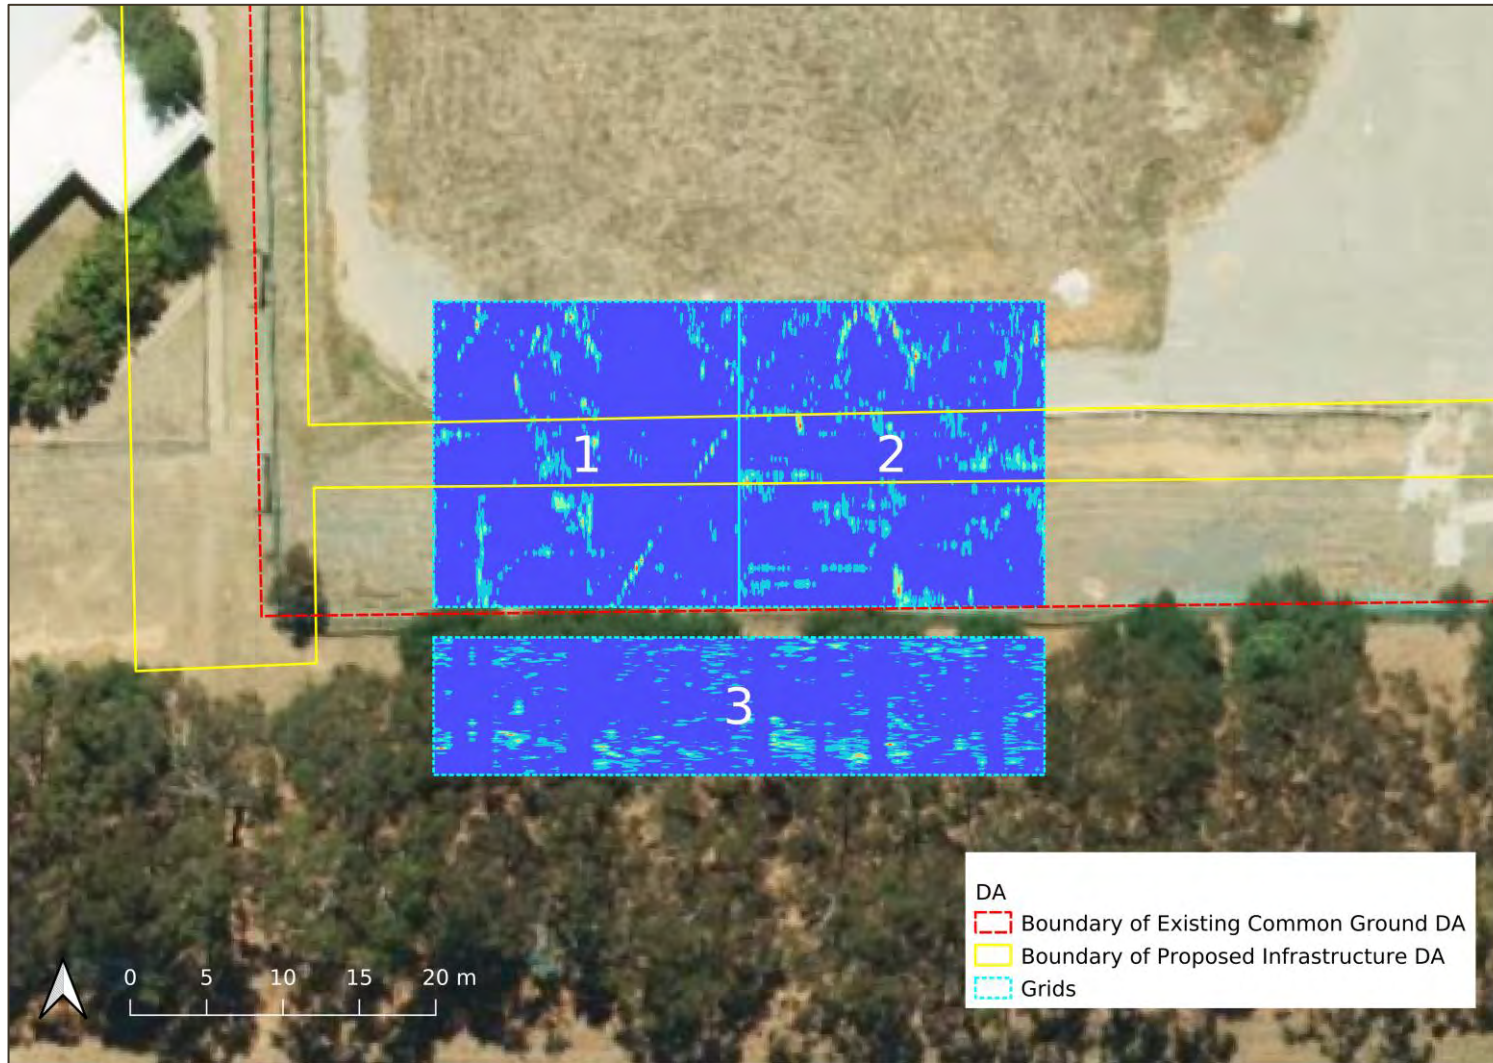 1
2
3
DA
Boundary of Existing Common Ground DA
Boundary of Proposed Infrastructure DA
Grids
0 5 10 15 20 m